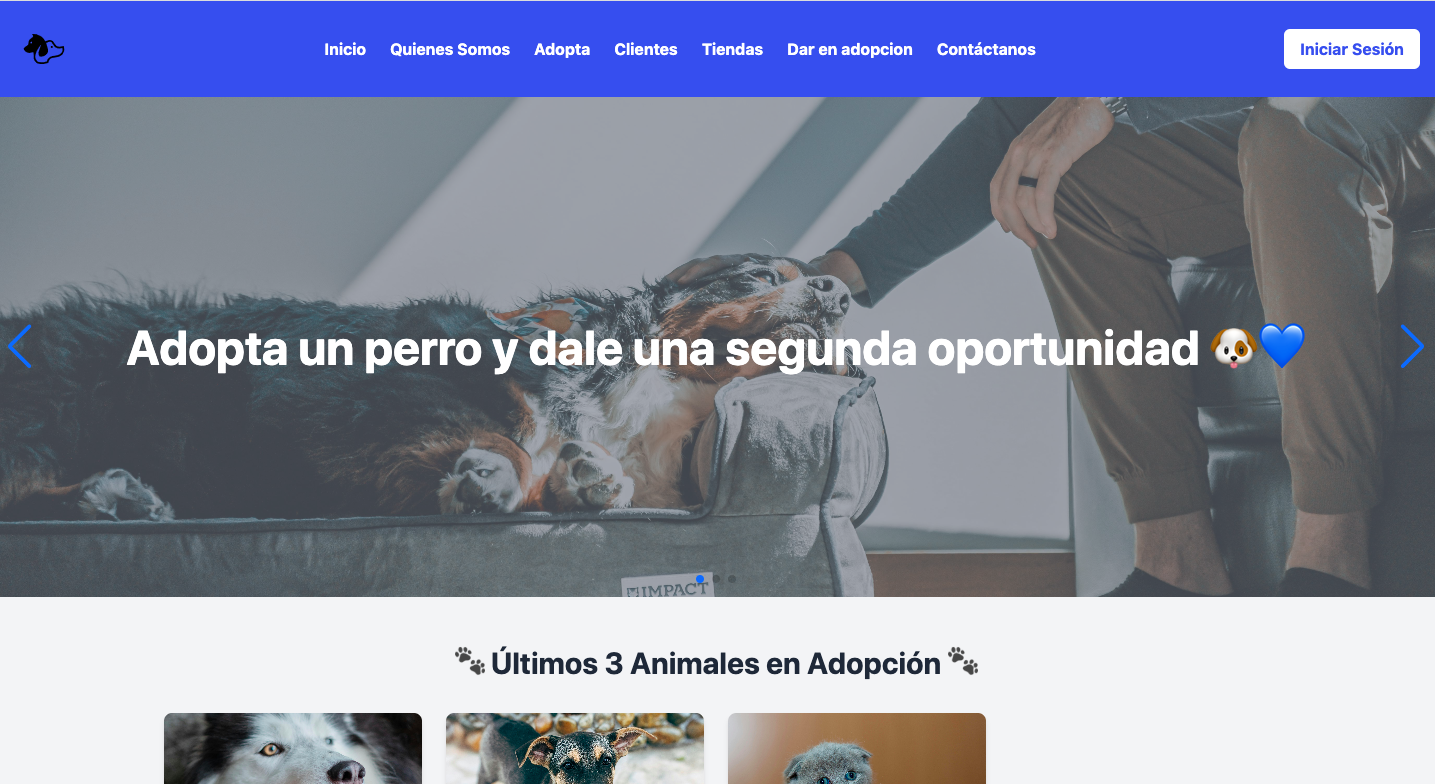 Inicio Quienes Somos Adopta Clientes Tiendas Dar en adopcion Contáctanos Iniciar Sesión
Adopta un perro y dale una segunda oportunidad 🐶💙
IMPACT
🐾 Últimos 3 Animales en Adopción 🐾